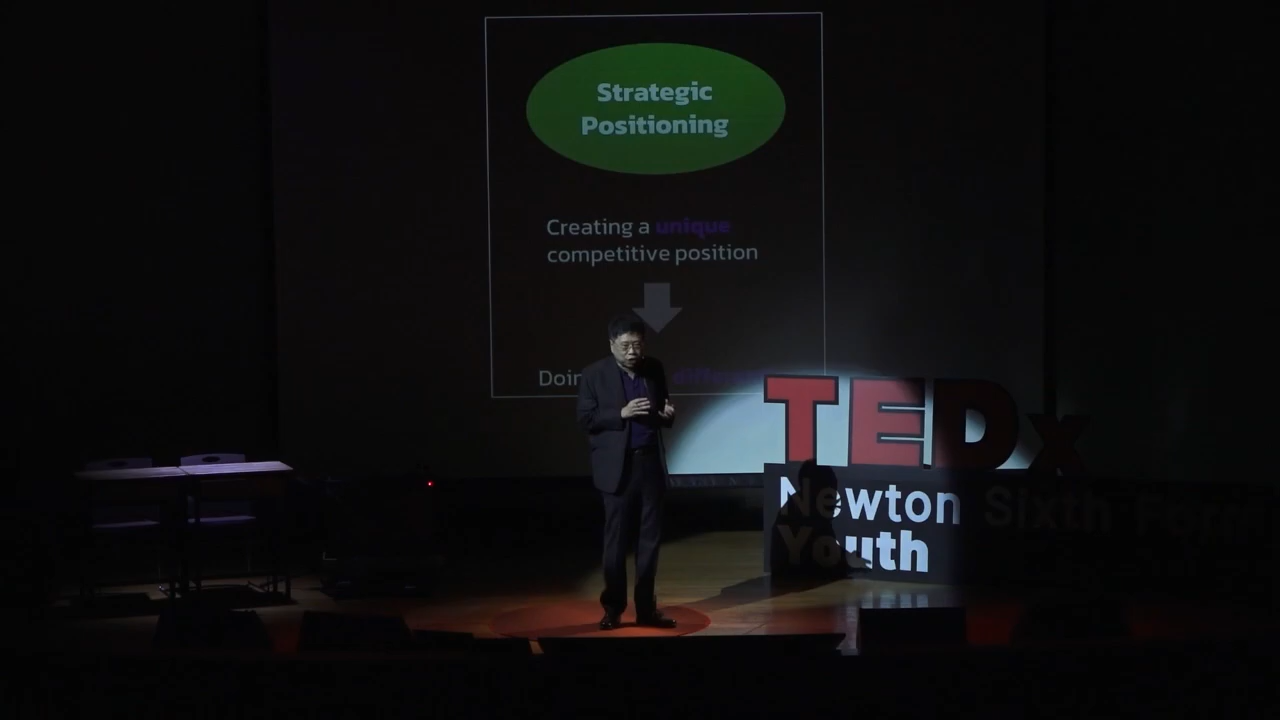 Strategic
Positioning
Creating a unique
competitive position
TEDx
Newton Sixth Form
Youth